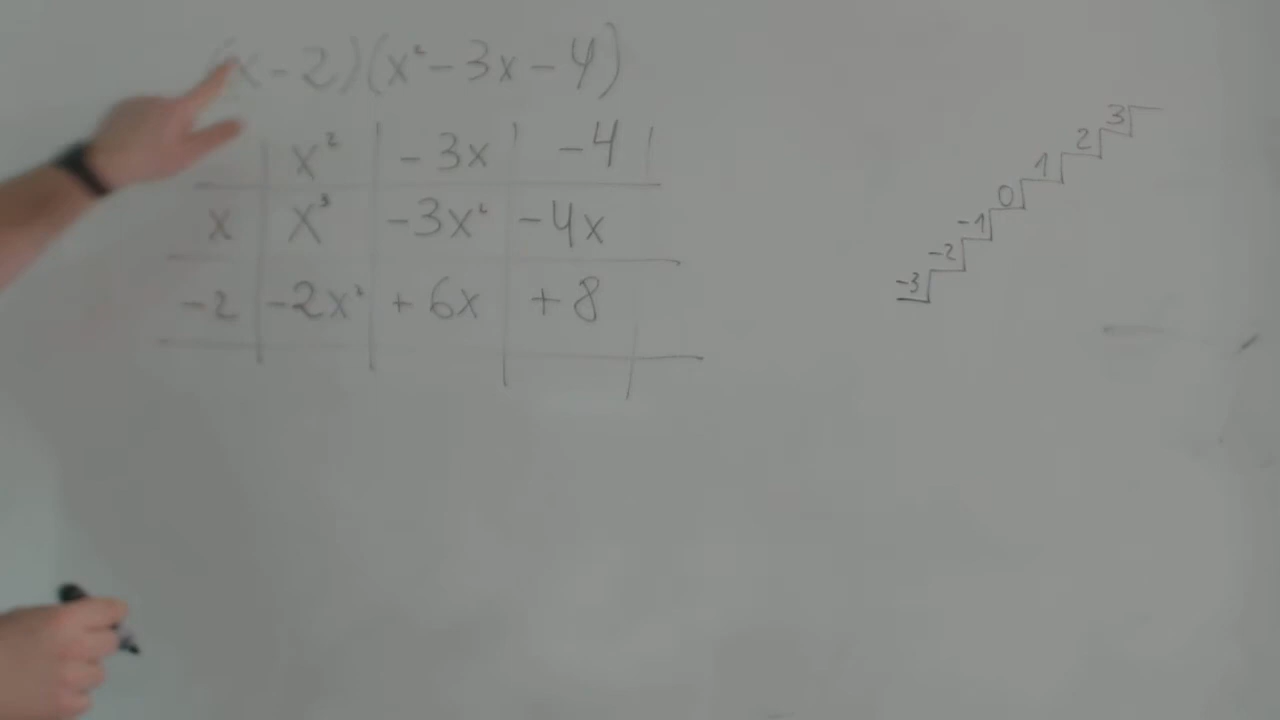 (x-2)(x²-3x-4)
x² -3x -4
x x³ -3x² -4x
-2 -2x² +6x +8
3
2
1
0
-1
-2
-3